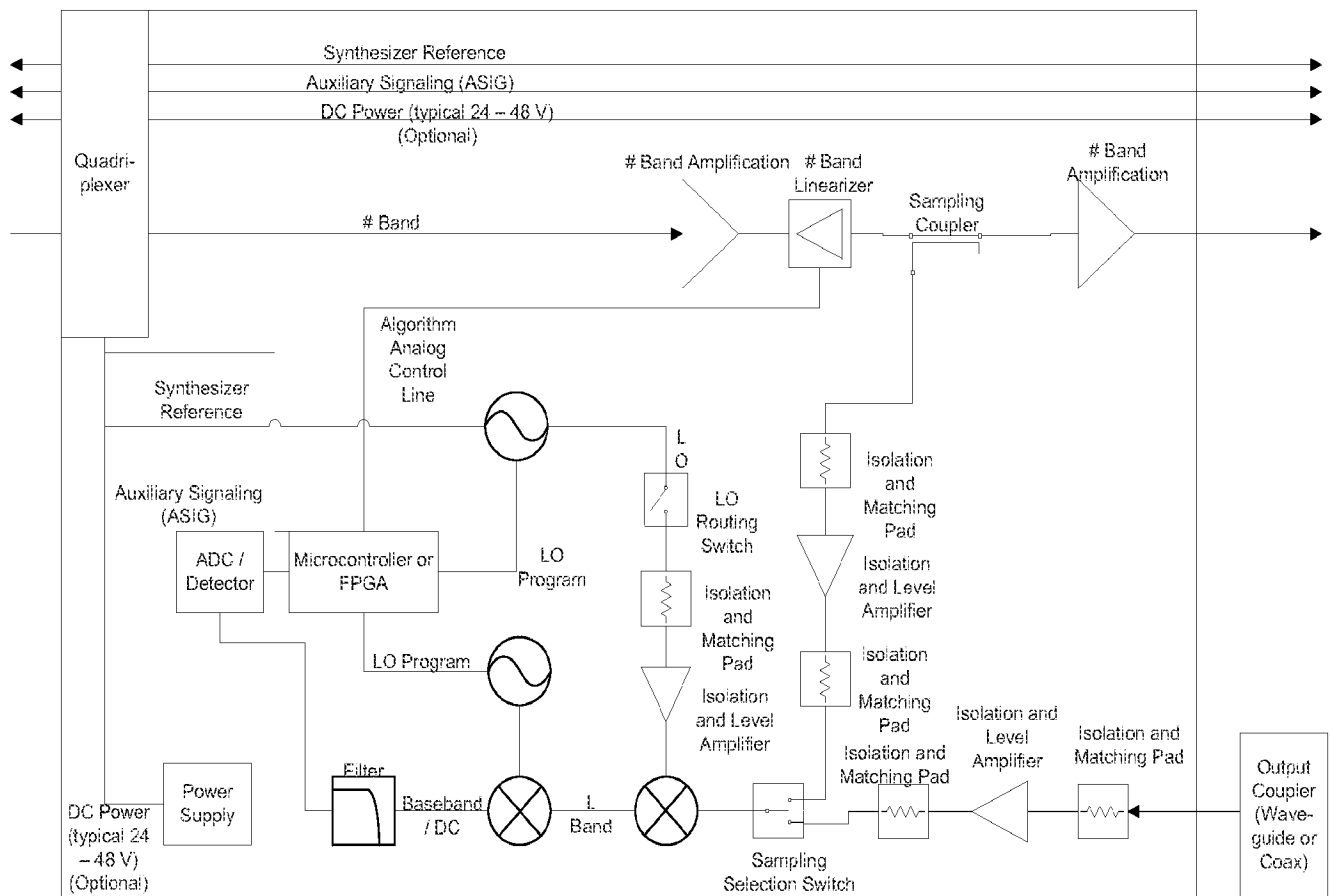 Synthesizer Reference
Auxiliary Signaling (ASIG)
DC Power (typical 24 – 48 V)
(Optional)
Quadri-
plexer
# Band Amplification
# Band
Linearizer
# Band
Amplification
Sampling
Coupler
# Band
Algorithm
Analog
Control
Line
Synthesizer
Reference
L
O
Isolation
and
Matching
Pad
LO
Routing
Switch
Auxiliary Signaling
(ASIG)
ADC /
Detector
Microcontroller or
FPGA
LO
Program
Isolation
and Level
Amplifier
Isolation
and
Matching
Pad
LO Program
Isolation
and
Matching
Pad
Isolation
and Level
Amplifier
Isolation and
Level
Amplifier
Isolation and
Matching Pad
Isolation and
Matching Pad
Output
Coupler
(Wave-
guide or
Coax)
Filter
Baseband
/ DC
L
Band
Power
Supply
DC Power
(typical 24
– 48 V)
(Optional)
Sampling
Selection Switch